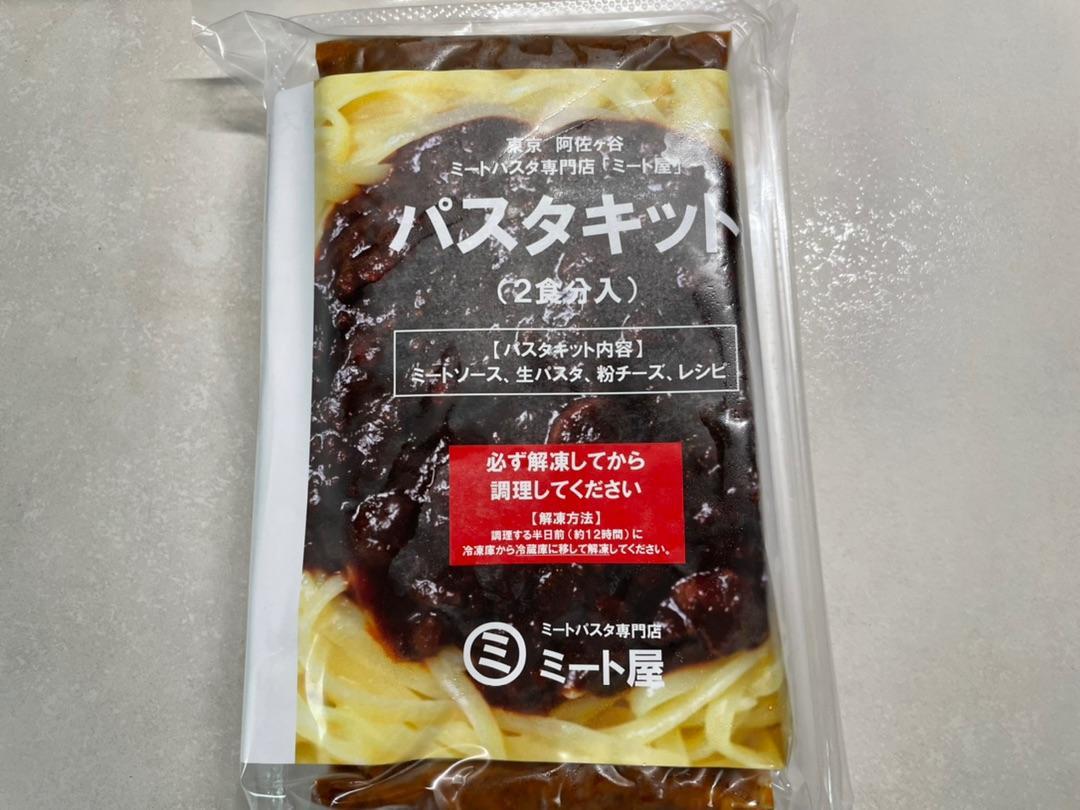 東京 阿佐ヶ谷
ミートパスタ専門店「ミート屋」
パスタキット
(2食分入)
【パスタキット内容】
ミートソース、生パスタ、粉チーズ、レシピ
必ず解凍してから
調理してください
【解凍方法】
調理する半日前(約12時間)に
冷凍庫から冷蔵庫に移して解凍してください。
ミ
ミートパスタ専門店
ミート屋